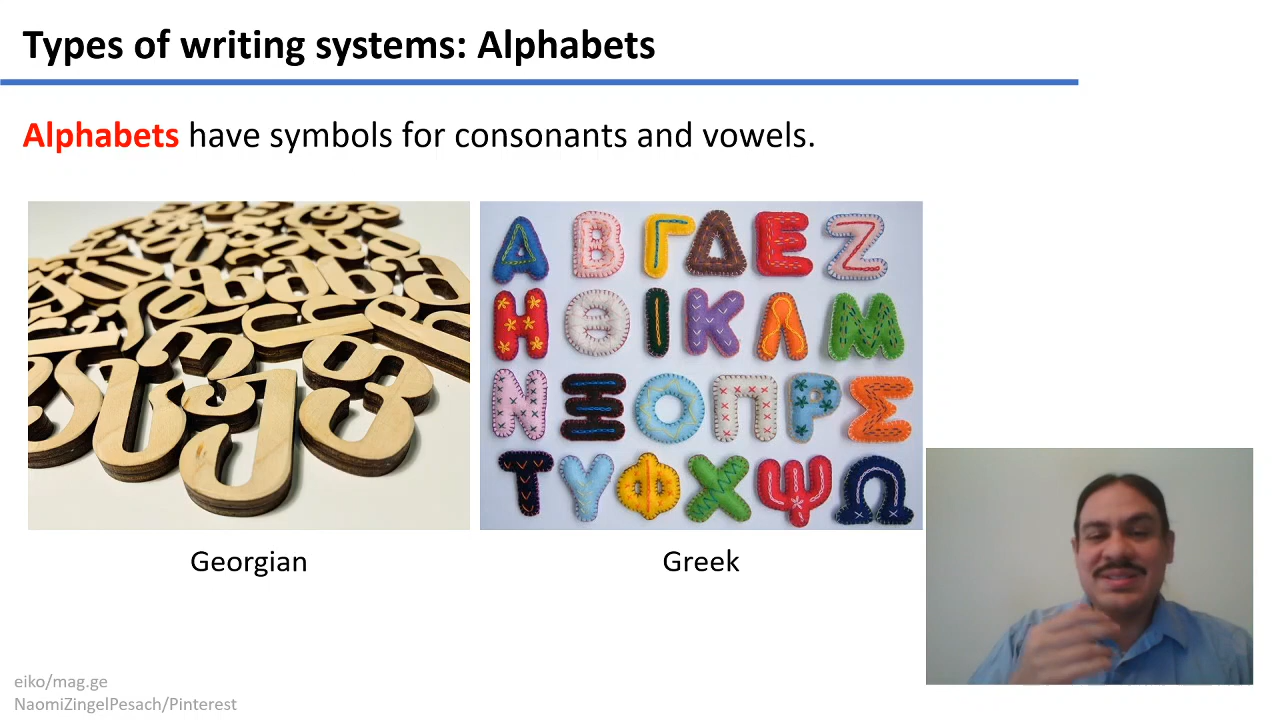 Types of writing systems: Alphabets
Alphabets have symbols for consonants and vowels.
Α Β Γ Δ Ε Ζ
Η Θ Ι Κ Λ Μ
Ν Ξ Ο Π Ρ Σ
Τ Υ Φ Χ Ψ Ω
Georgian
Greek
eiko/mag.ge
NaomiZingelPesach/Pinterest